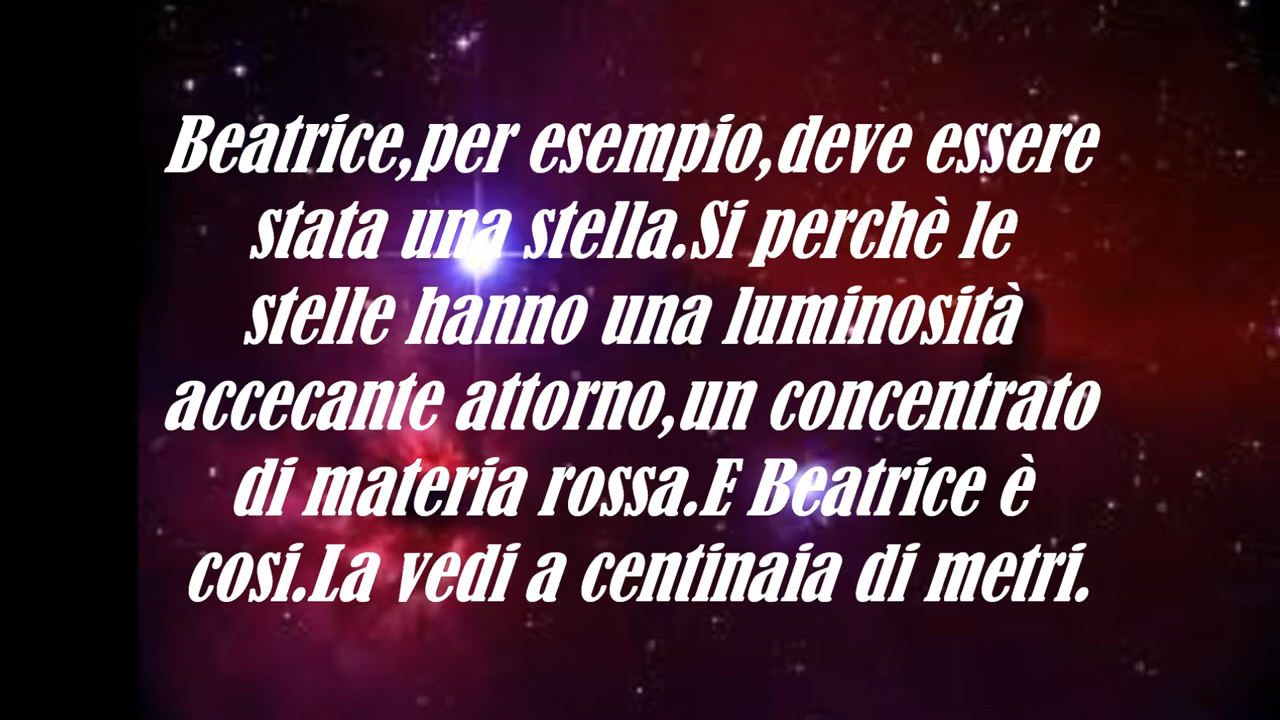 Beatrice,per esempio,deve essere
stata una stella.Si perchè le
stelle hanno una luminosità
accecante attorno,un concentrato
di materia rossa.E Beatrice è
cosi.La vedi a centinaia di metri.